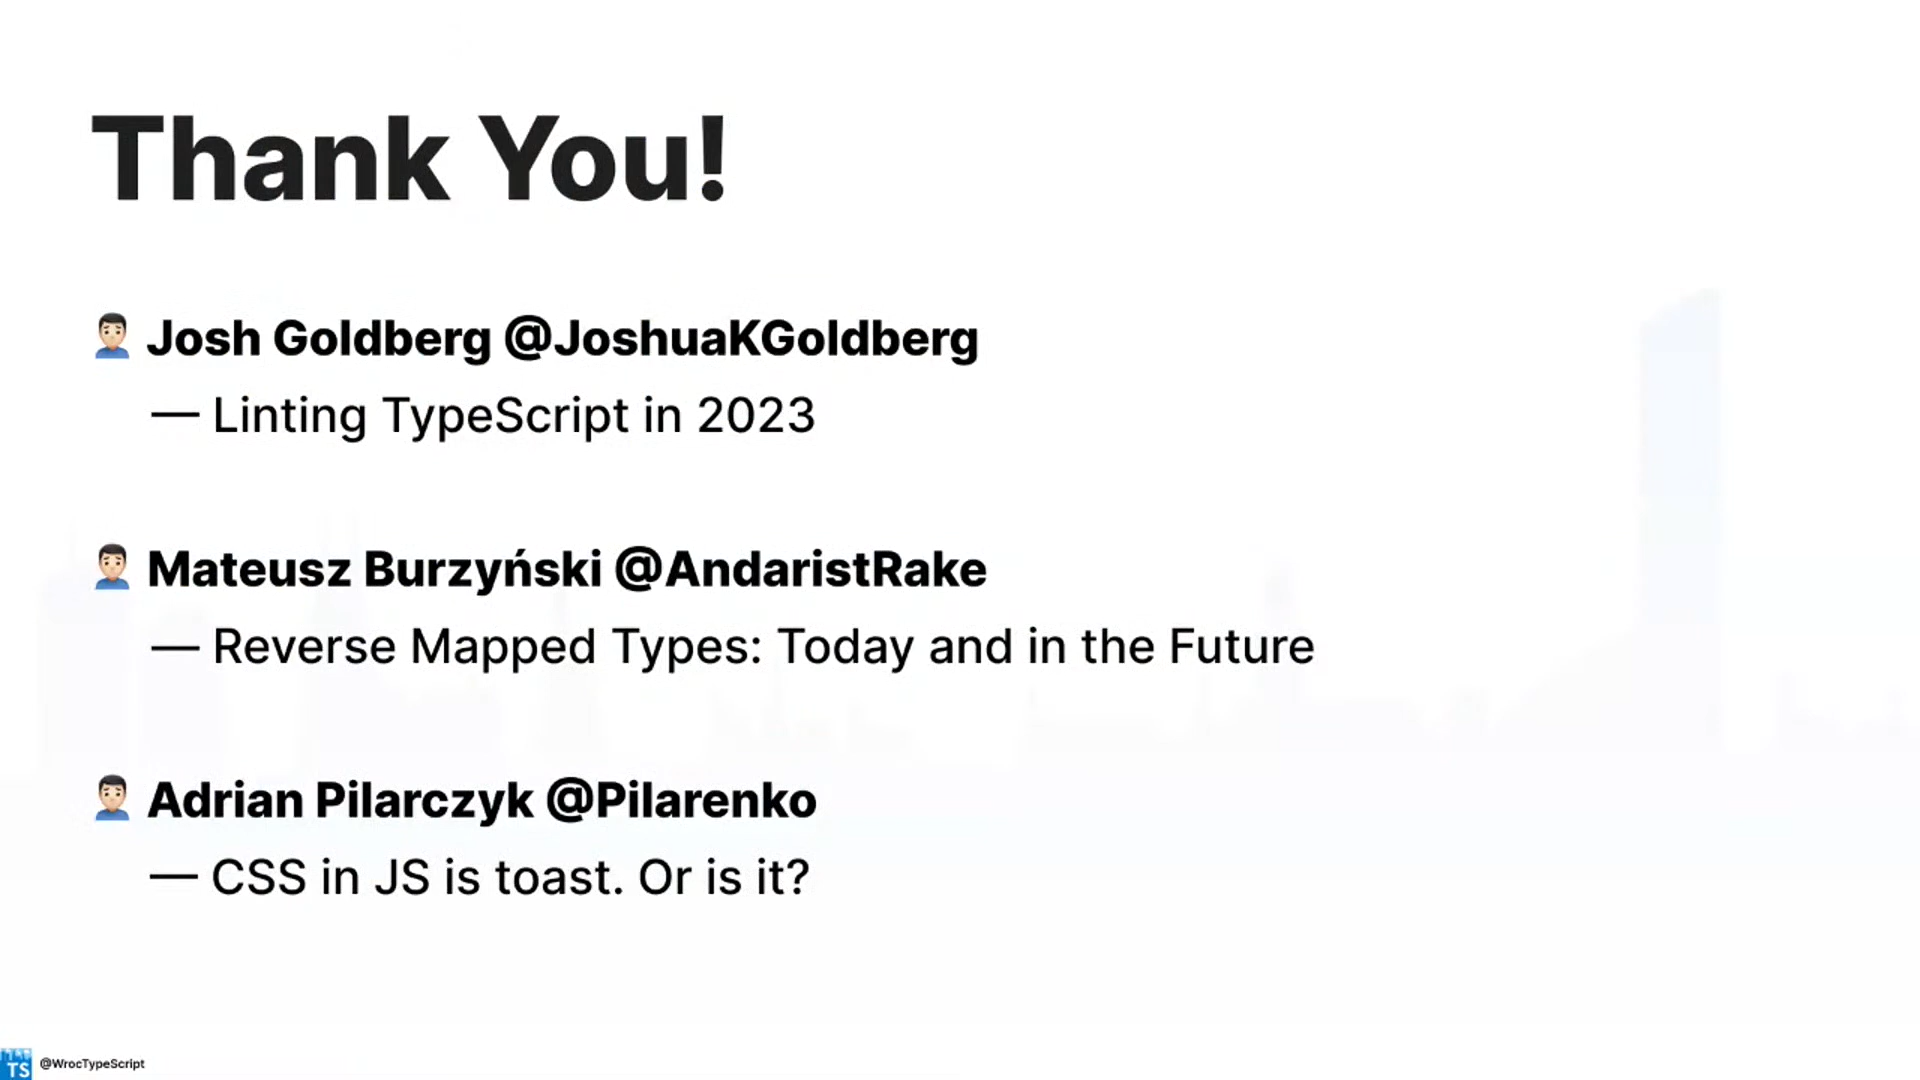 Thank You!
Josh Goldberg @JoshuaKGoldberg
— Linting TypeScript in 2023
Mateusz Burzyński @AndaristRake
— Reverse Mapped Types: Today and in the Future
Adrian Pilarczyk @Pilarenko
— CSS in JS is toast. Or is it?
TS @WrocTypeScript